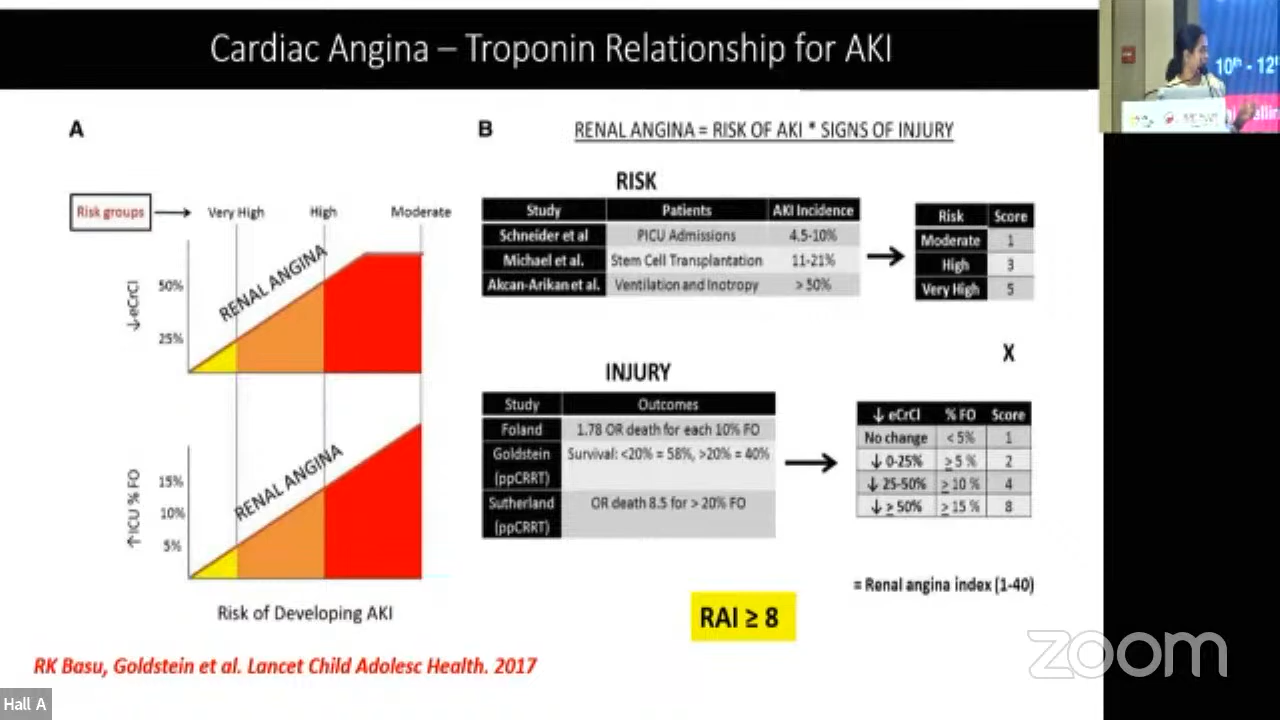 Cardiac Angina – Troponin Relationship for AKI
10th - 12th
A
Risk groups
Very High
High
Moderate
RENAL ANGINA
↓eCrCl
50%
25%
RENAL ANGINA
↑ICU % FO
15%
10%
5%
Risk of Developing AKI
B
RENAL ANGINA = RISK OF AKI * SIGNS OF INJURY
RISK
Study Patients AKI Incidence
Schneider et al PICU Admissions 4.5-10%
Michael et al. Stem Cell Transplantation 11-21%
Akcan-Arikan et al. Ventilation and Inotropy > 50%
Risk Score
Moderate 1
High 3
Very High 5
X
INJURY
Study Outcomes
Foland 1.78 OR death for each 10% FO
Goldstein Survival: <20% = 58%, >20% = 40%
(ppCRRT)
Sutherland OR death 8.5 for > 20% FO
(ppCRRT)
↓ eCrCl % FO Score
No change < 5% 1
↓ 0-25% ≥ 5 % 2
↓ 25-50% ≥ 10 % 4
↓ ≥ 50% ≥ 15 % 8
= Renal angina index (1-40)
RAI ≥ 8
RK Basu, Goldstein et al. Lancet Child Adolesc Health. 2017
zoom
Hall A